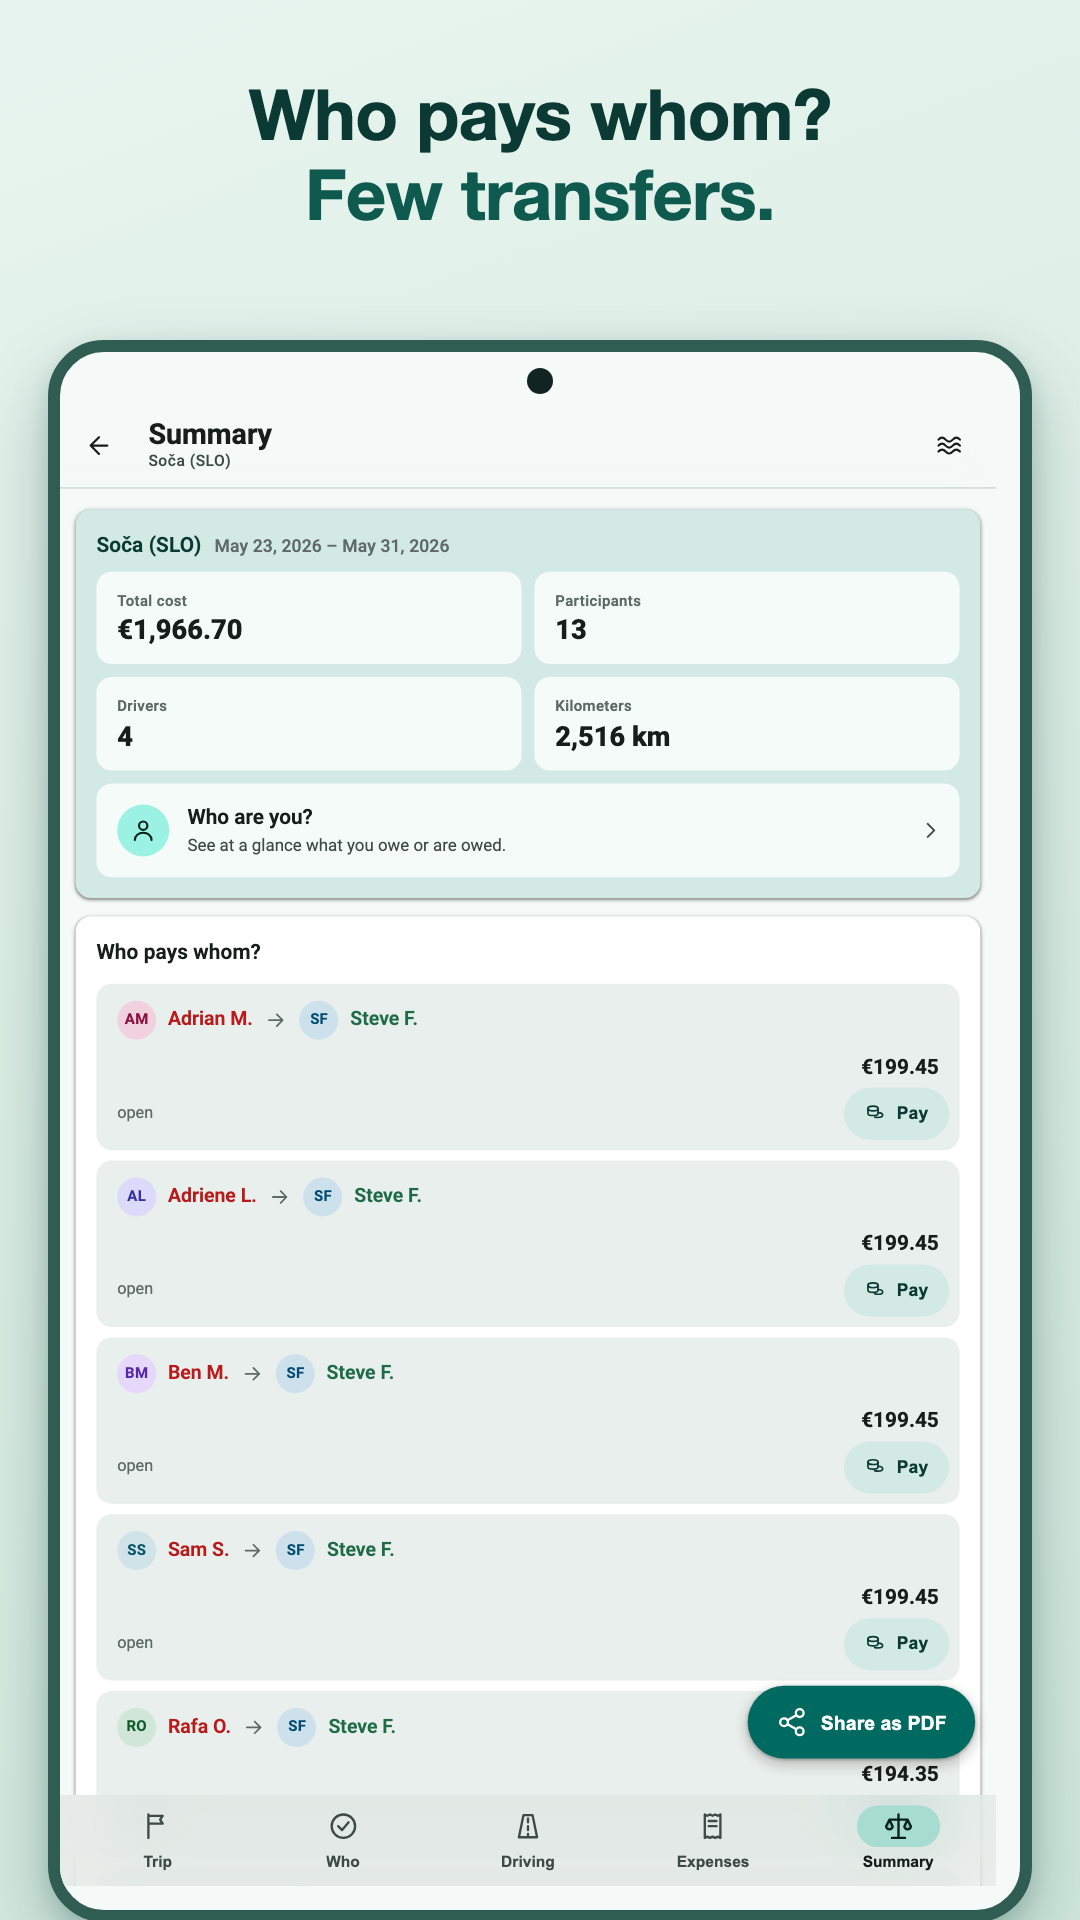 Who pays whom?
Few transfers.
Summary
Soča (SLO)
Soča (SLO) May 23, 2026 – May 31, 2026
Total cost
€1,966.70
Participants
13
Drivers
4
Kilometers
2,516 km
Who are you?
See at a glance what you owe or are owed.
Who pays whom?
AM Adrian M. → SF Steve F.
€199.45
open
Pay
AL Adriene L. → SF Steve F.
€199.45
open
Pay
BM Ben M. → SF Steve F.
€199.45
open
Pay
SS Sam S. → SF Steve F.
€199.45
open
Pay
RO Rafa O. → SF Steve F.
Share as PDF
€194.35
Trip
Who
Driving
Expenses
Summary